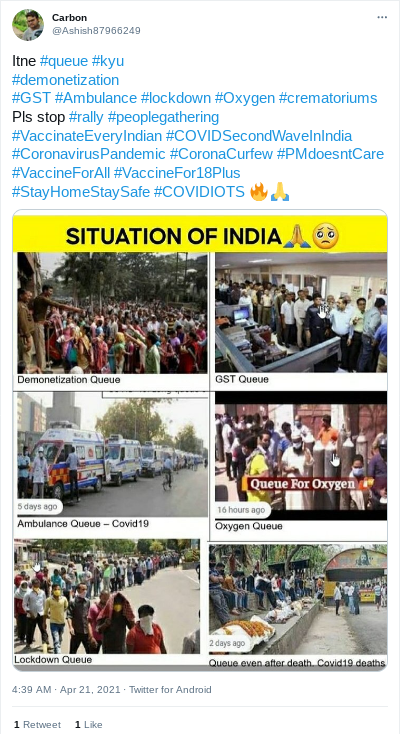 Carbon
@Ashish87966249
Itne #queue #kyu
#demonetization
#GST #Ambulance #lockdown #Oxygen #crematoriums
Pls stop #rally #peoplegathering
#VaccinateEveryIndian #COVIDSecondWaveInIndia
#CoronavirusPandemic #CoronaCurfew #PMdoesntCare
#VaccineForAll #VaccineFor18Plus
#StayHomeStaySafe #COVIDIOTS 🔥🙏
SITUATION OF INDIA🙏🥺
Demonetization Queue
GST Queue
5 days ago
Ambulance Queue – Covid19
Queue For Oxygen
16 hours ago
Oxygen Queue
Lockdown Queue
2 days ago
Queue even after death. Covid19 deaths
4:39 AM · Apr 21, 2021 · Twitter for Android
1 Retweet 1 Like